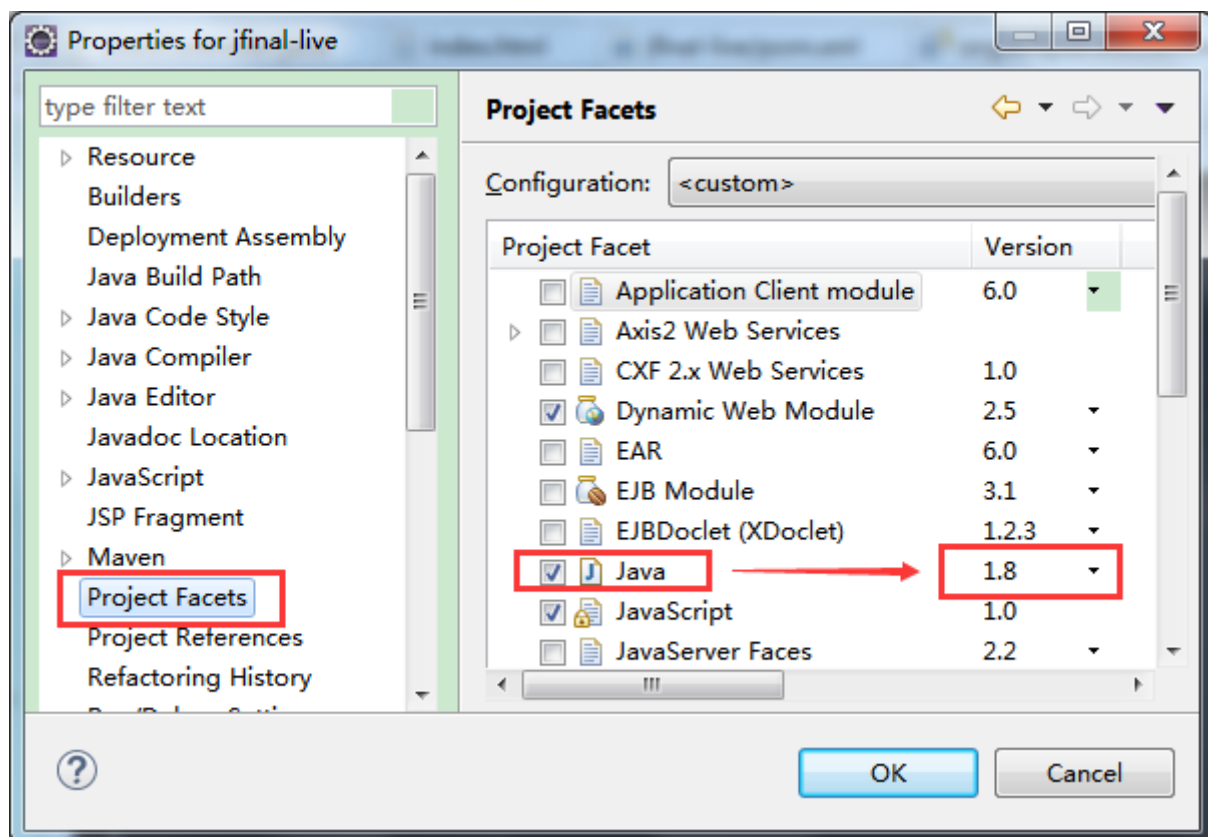 Properties for jfinal-live
type filter text
Resource
Builders
Deployment Assembly
Java Build Path
Java Code Style
Java Compiler
Java Editor
Javadoc Location
JavaScript
JSP Fragment
Maven
Project Facets
Project References
Refactoring History
Project Facets
Configuration: <custom>
Project Facet Version
Application Client module 6.0
Axis2 Web Services
CXF 2.x Web Services 1.0
Dynamic Web Module 2.5
EAR 6.0
EJB Module 3.1
EJBDoclet (XDoclet) 1.2.3
Java 1.8
JavaScript 1.0
JavaServer Faces 2.2
OK Cancel